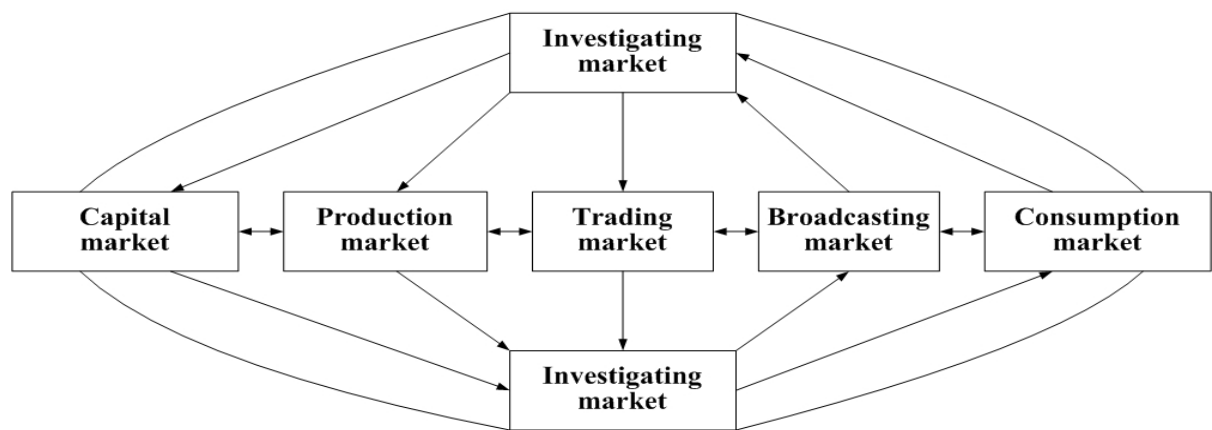 Investigating
market
Capital
market
Production
market
Trading
market
Broadcasting
market
Consumption
market
Investigating
market